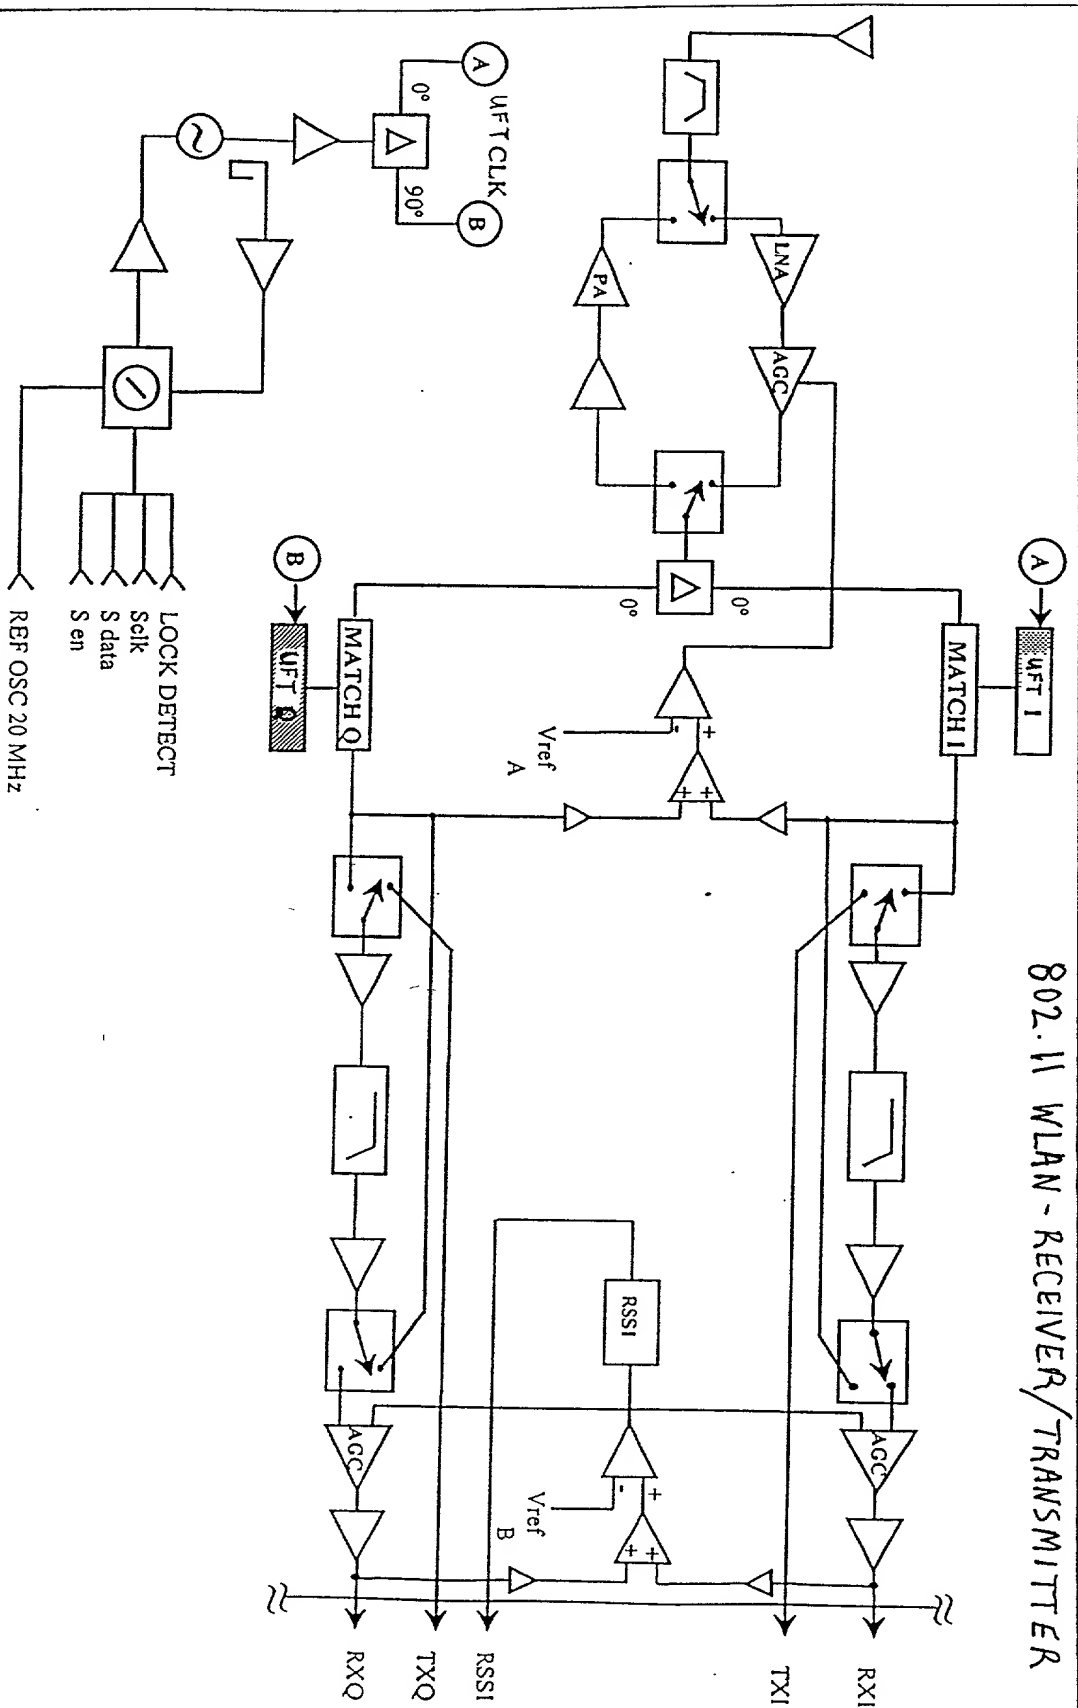 802.11 WLAN - RECEIVER/TRANSMITTER
A
UFT I
MATCH I
RXI
TXI
LNA
AGC
PA
0°
0°
+
-
Vref
A
+
+
AGC
RSSI
+
-
Vref
B
+
+
RSSI
TXQ
RXQ
AGC
MATCH Q
UFT Q
B
A
0°
UFT CLK
90°
B
LOCK DETECT
Sclk
S data
S en
REF OSC 20 MHz